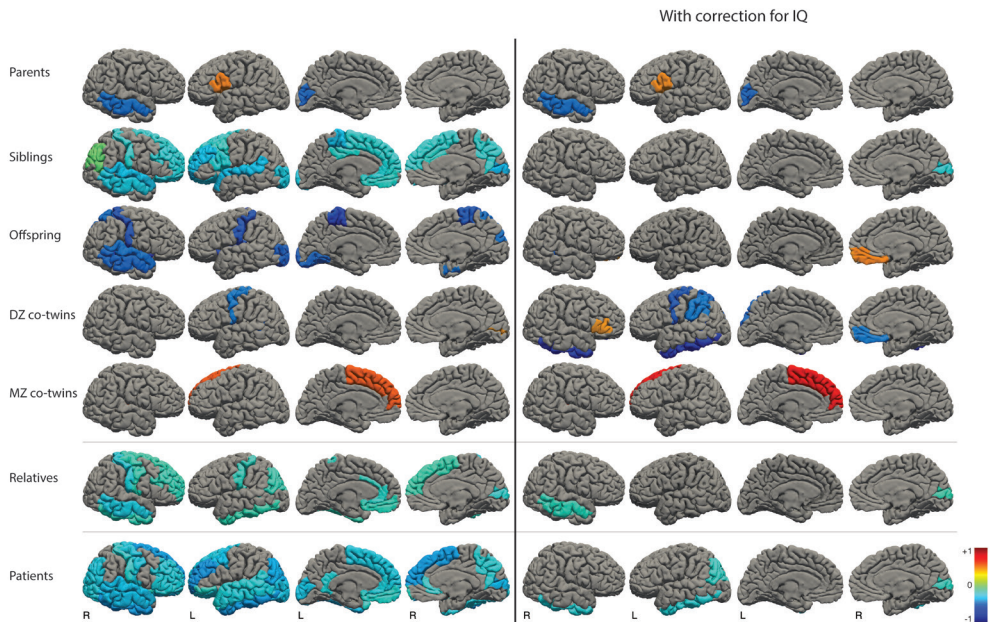 With correction for IQ
Parents
Siblings
Offspring
DZ co-twins
MZ co-twins
Relatives
Patients
+1
0
-1
R L L R R L L R